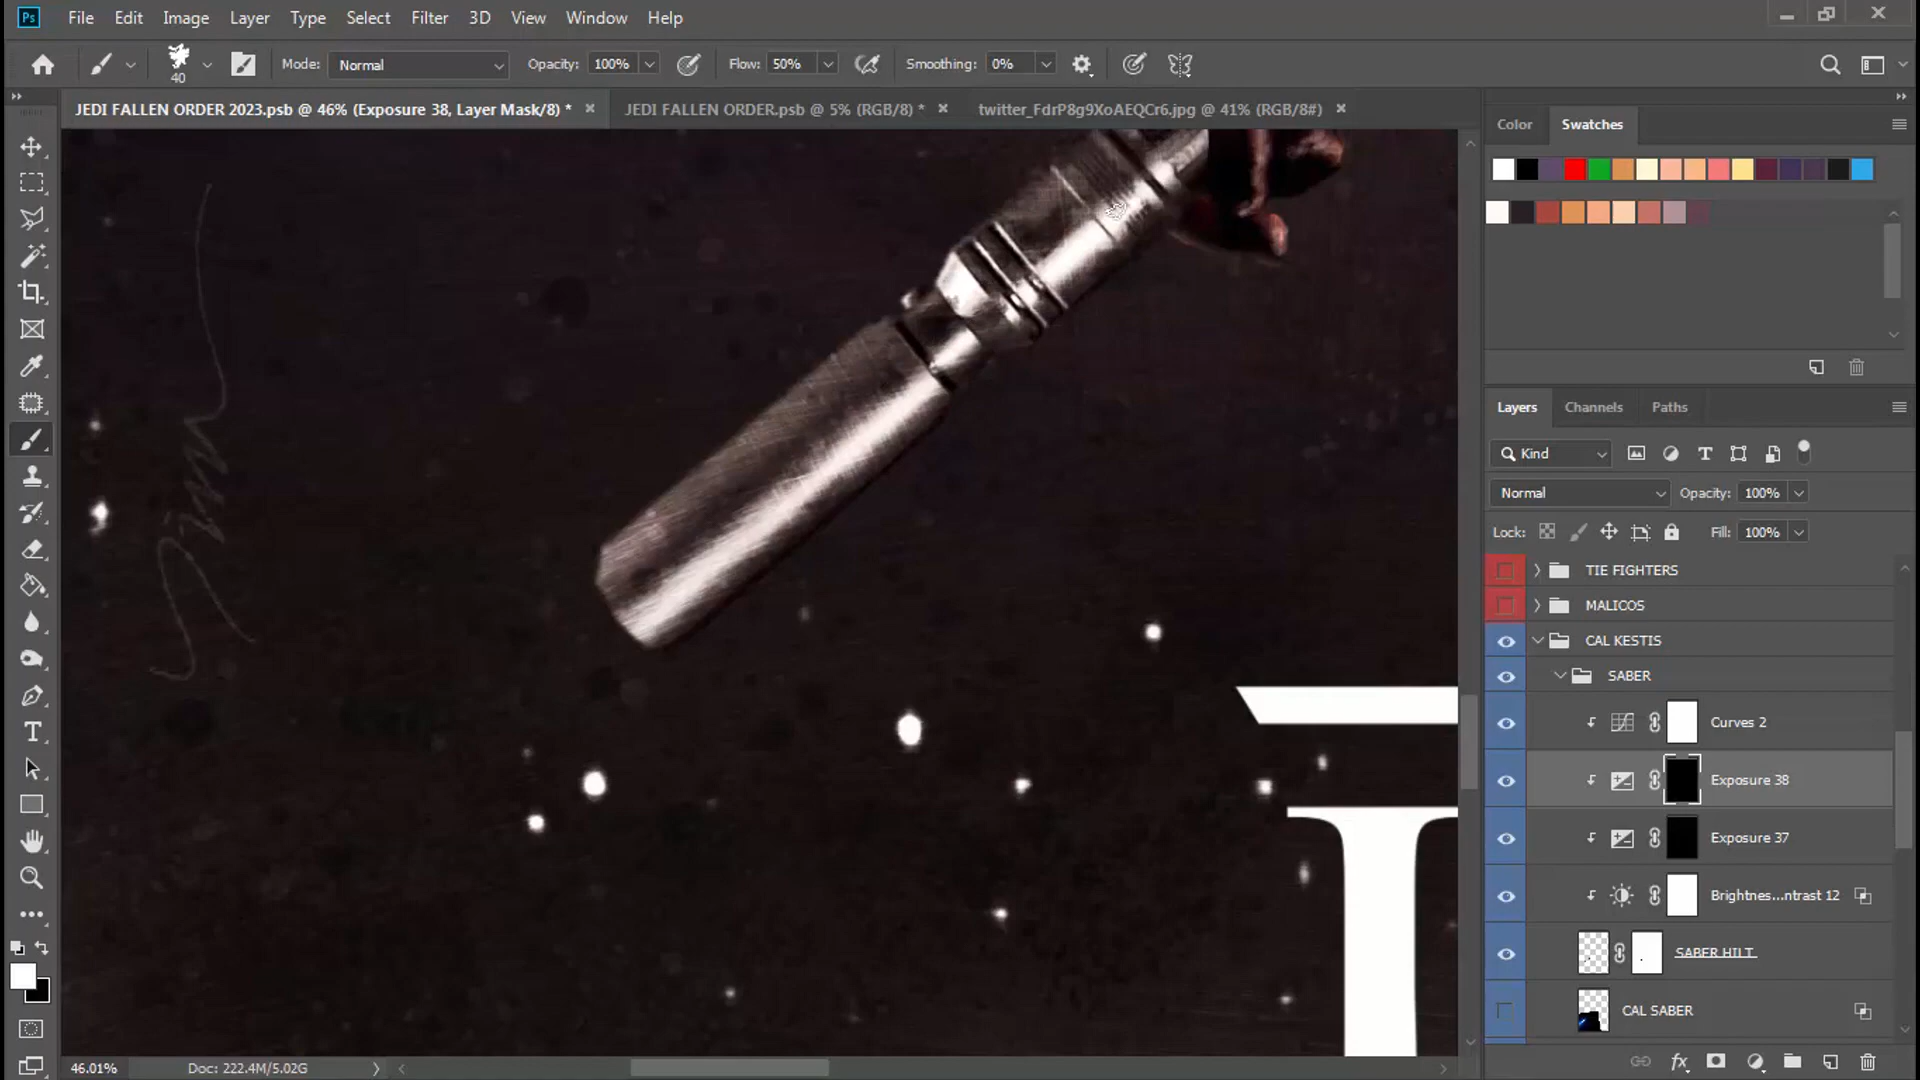 Ps File Edit Image Layer Type Select Filter 3D View Window Help
40 Mode: Normal Opacity: 100% Flow: 50% Smoothing: 0%
JEDI FALLEN ORDER 2023.psb @ 46% (Exposure 38, Layer Mask/8) * JEDI FALLEN ORDER.psb @ 5% (RGB/8) * twitter_FdrP8g9XoAEQCr6.jpg @ 41% (RGB/8#)
Color Swatches
Layers Channels Paths
Kind
Normal Opacity: 100%
Lock: Fill: 100%
TIE FIGHTERS
MALICOS
CAL KESTIS
SABER
Curves 2
Exposure 38
Exposure 37
Brightnes...ntrast 12
SABER HILT
CAL SABER
46.01% Doc: 222.4M/5.02G